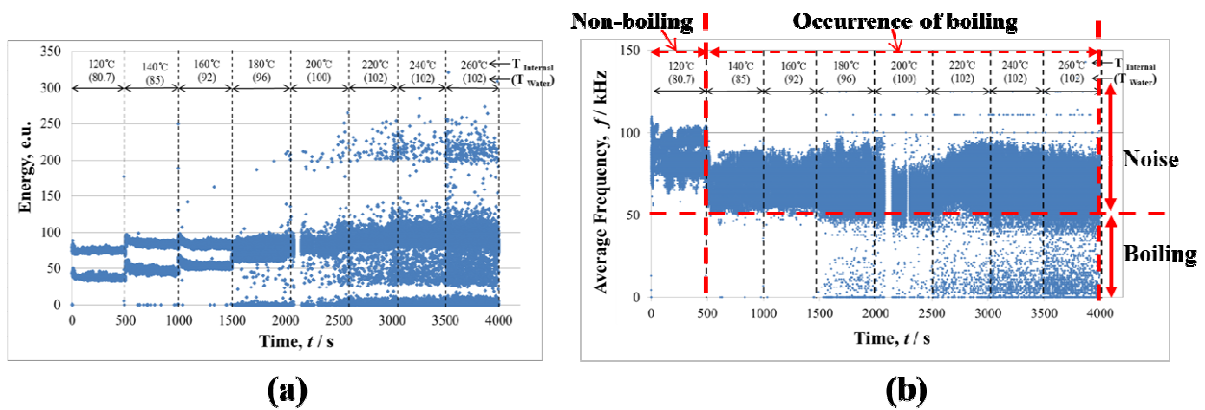 Non-boiling
Occurrence of boiling
350
300
250
200
150
100
50
0
Energy, e.u.
120℃ 140℃ 160℃ 180℃ 200℃ 220℃ 240℃ 260℃ T Internal
(80.7) (85) (92) (96) (100) (102) (102) (102) (T Water)
0 500 1000 1500 2000 2500 3000 3500 4000
Time, t / s
(a)
150
100
50
0
Average Frequency, f / kHz
120℃ 140℃ 160℃ 180℃ 200℃ 220℃ 240℃ 260℃ T Internal
(80.7) (85) (92) (96) (100) (102) (102) (102) (T Water)
Noise
Boiling
0 500 1000 1500 2000 2500 3000 3500 4000
Time, t / s
(b)